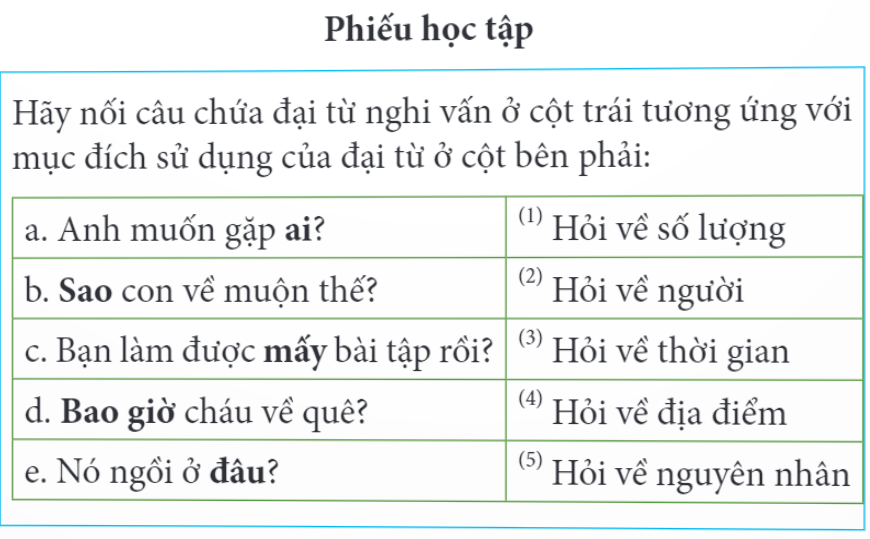 Phiếu học tập
Hãy nối câu chứa đại từ nghi vấn ở cột trái tương ứng với
mục đích sử dụng của đại từ ở cột bên phải:
a. Anh muốn gặp ai?
(1) Hỏi về số lượng
b. Sao con về muộn thế?
(2) Hỏi về người
c. Bạn làm được mấy bài tập rồi?
(3) Hỏi về thời gian
d. Bao giờ cháu về quê?
(4) Hỏi về địa điểm
e. Nó ngồi ở đâu?
(5) Hỏi về nguyên nhân